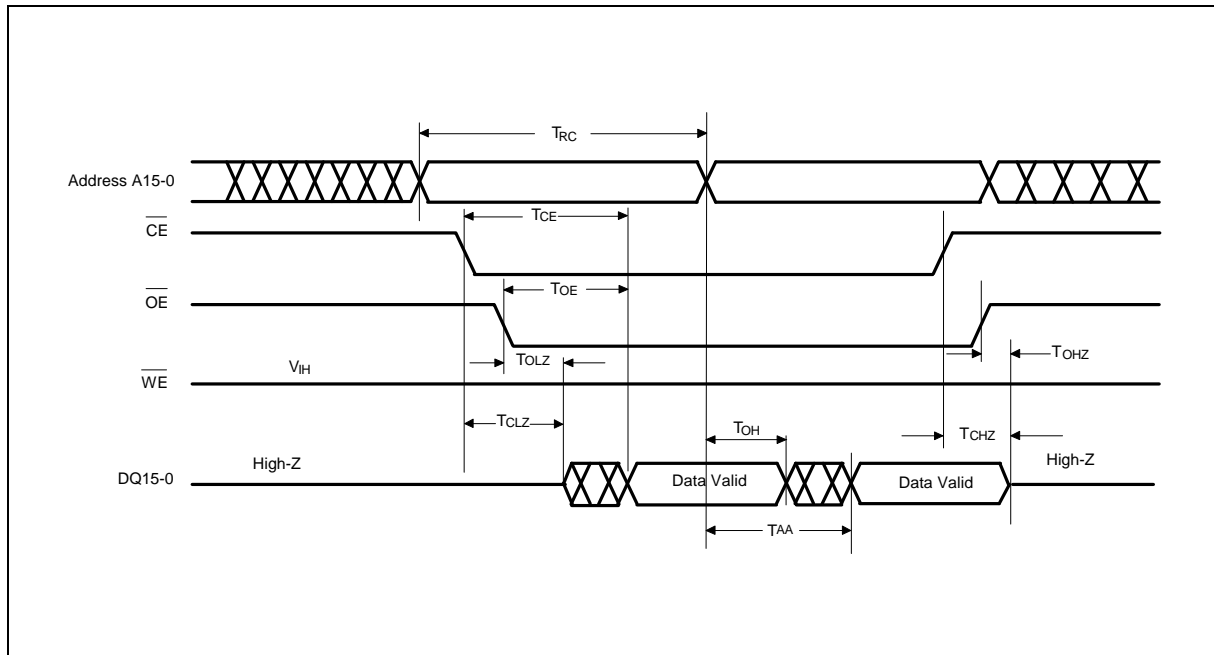 TRC
Address A15-0
TCE
CE
TOE
OE
TOLZ
TOHZ
VIH
WE
TCLZ
TOH
TCHZ
High-Z
High-Z
DQ15-0
Data Valid
Data Valid
TAA